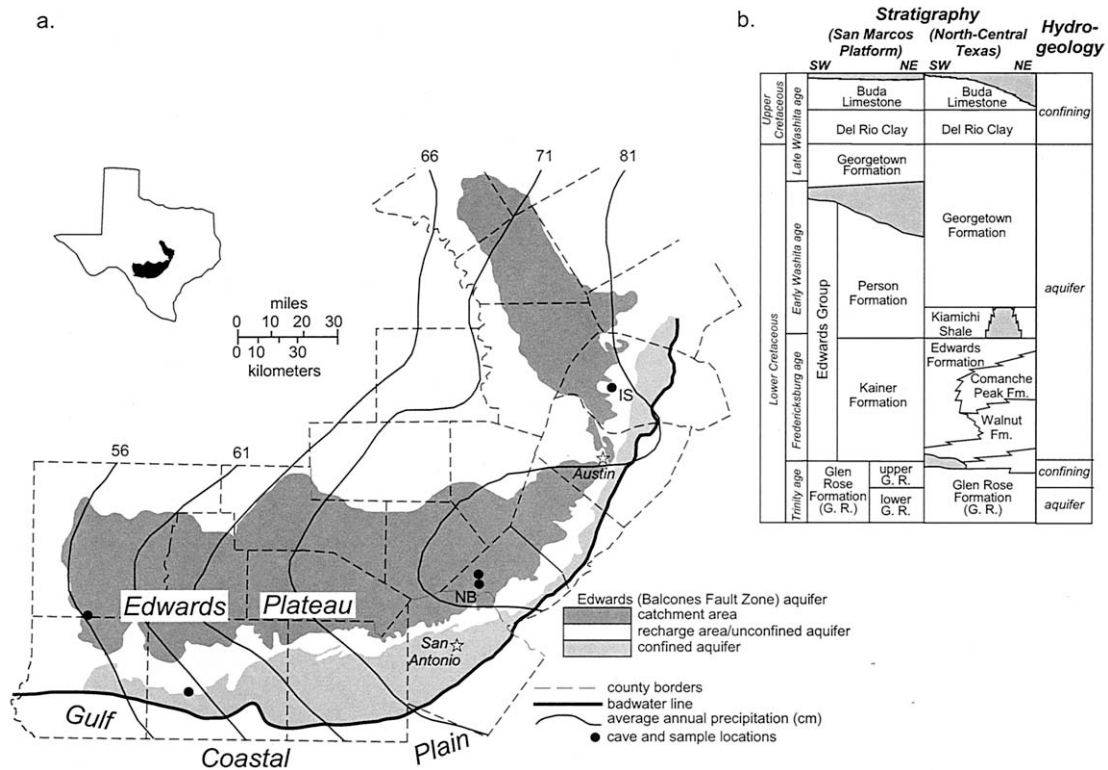 a.
66
71
81
miles
0 10 20 30
0 10 30
kilometers
56
61
IS
Austin
NB
Edwards Plateau
San
Antonio
Gulf
Coastal
Plain
Edwards (Balcones Fault Zone) aquifer
catchment area
recharge area/unconfined aquifer
confined aquifer
county borders
badwater line
average annual precipitation (cm)
cave and sample locations
b.
Stratigraphy
(San Marcos
Platform)
(North-Central
Texas)
Hydro-
geology
SW NE SW NE
Upper
Cretaceous
Lower Cretaceous
Late Washita age
Early Washita age
Fredericksburg age
Trinity age
Buda
Limestone
Buda
Limestone
confining
Del Rio Clay
Del Rio Clay
Georgetown
Formation
Georgetown
Formation
aquifer
Edwards Group
Person
Formation
Kiamichi
Shale
Kainer
Formation
Edwards
Formation
Comanche
Peak Fm.
Walnut
Fm.
Glen
Rose
Formation
(G. R.)
upper
G. R.
lower
G. R.
Glen Rose
Formation
(G. R.)
confining
aquifer